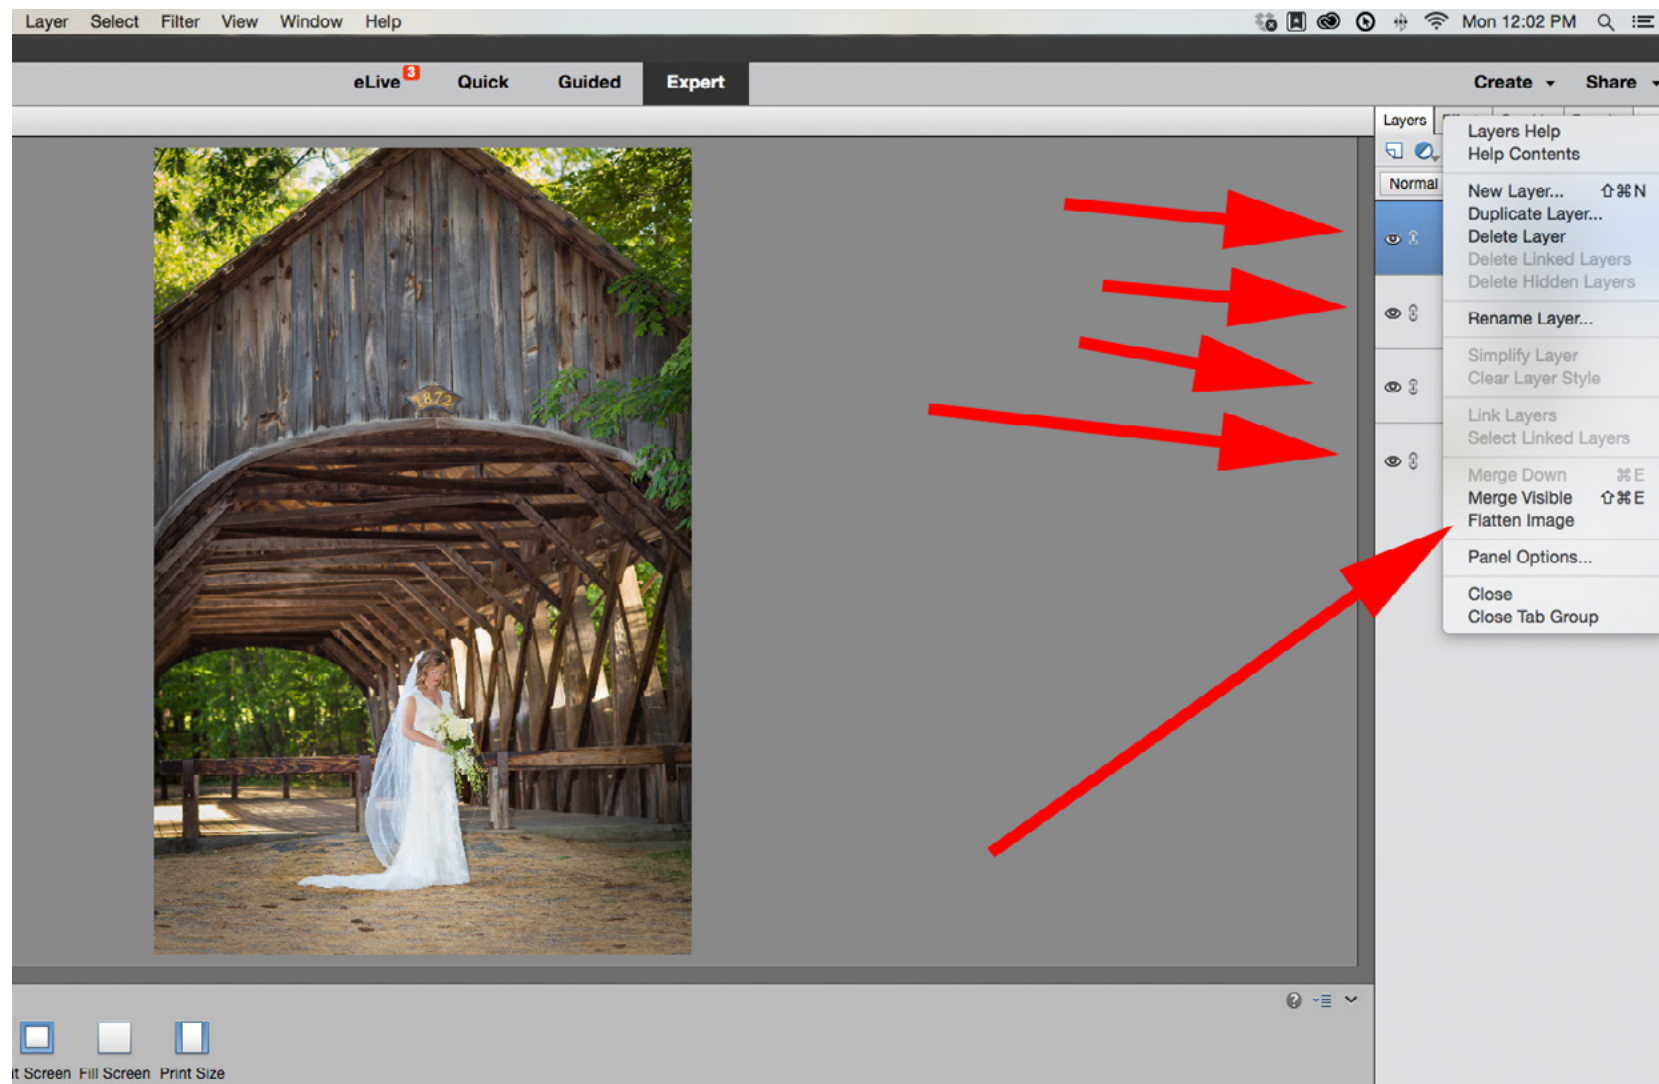 Layer Select Filter View Window Help Mon 12:02 PM
eLive 3 Quick Guided Expert Create Share
Layers
Normal
Layers Help
Help Contents
New Layer... ⇧⌘N
Duplicate Layer...
Delete Layer
Delete Linked Layers
Delete Hidden Layers
Rename Layer...
Simplify Layer
Clear Layer Style
Link Layers
Select Linked Layers
Merge Down ⌘E
Merge Visible ⇧⌘E
Flatten Image
Panel Options...
Close
Close Tab Group
1872
Screen Fill Screen Print Size